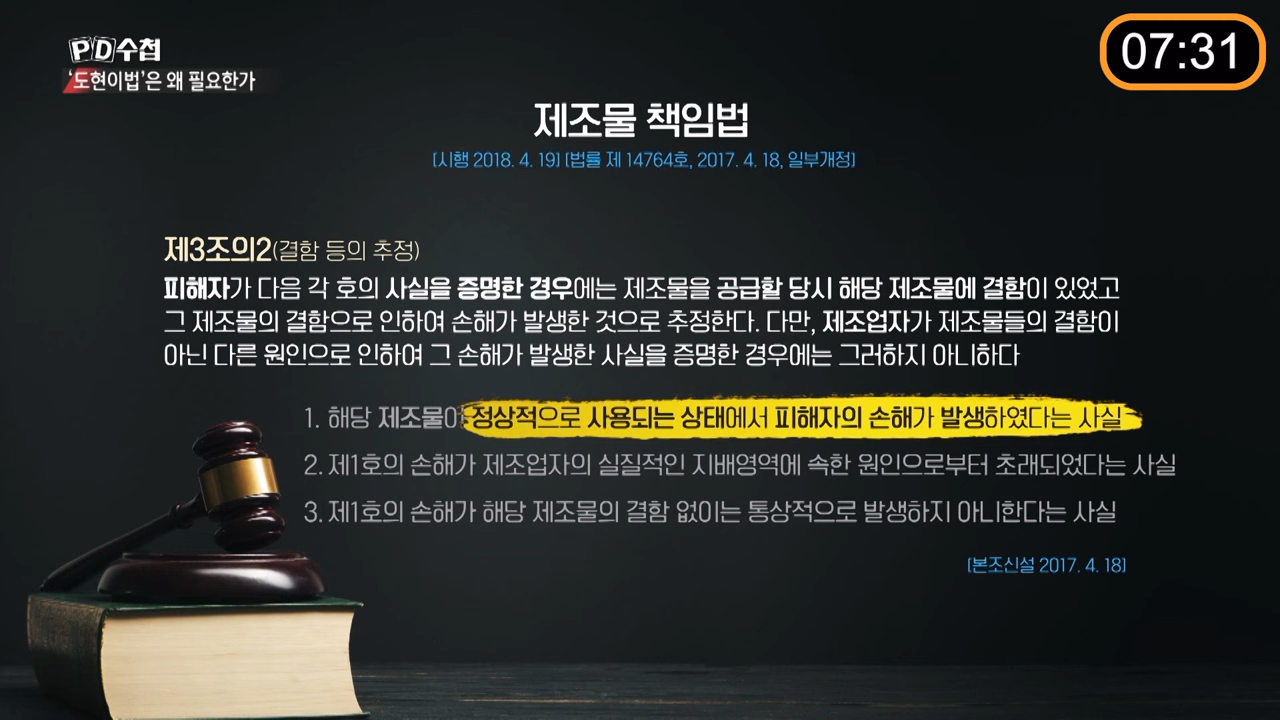 PD수첩
'도현이법'은 왜 필요한가
07:31
제조물 책임법
[시행 2018. 4. 19] [법률 제 14764호, 2017. 4. 18, 일부개정]
제3조의2(결함 등의 추정)
피해자가 다음 각 호의 사실을 증명한 경우에는 제조물을 공급할 당시 해당 제조물에 결함이 있었고
그 제조물의 결함으로 인하여 손해가 발생한 것으로 추정한다. 다만, 제조업자가 제조물들의 결함이
아닌 다른 원인으로 인하여 그 손해가 발생한 사실을 증명한 경우에는 그러하지 아니하다
1. 해당 제조물이 정상적으로 사용되는 상태에서 피해자의 손해가 발생하였다는 사실
2. 제1호의 손해가 제조업자의 실질적인 지배영역에 속한 원인으로부터 초래되었다는 사실
3. 제1호의 손해가 해당 제조물의 결함 없이는 통상적으로 발생하지 아니한다는 사실
[본조신설 2017. 4. 18]